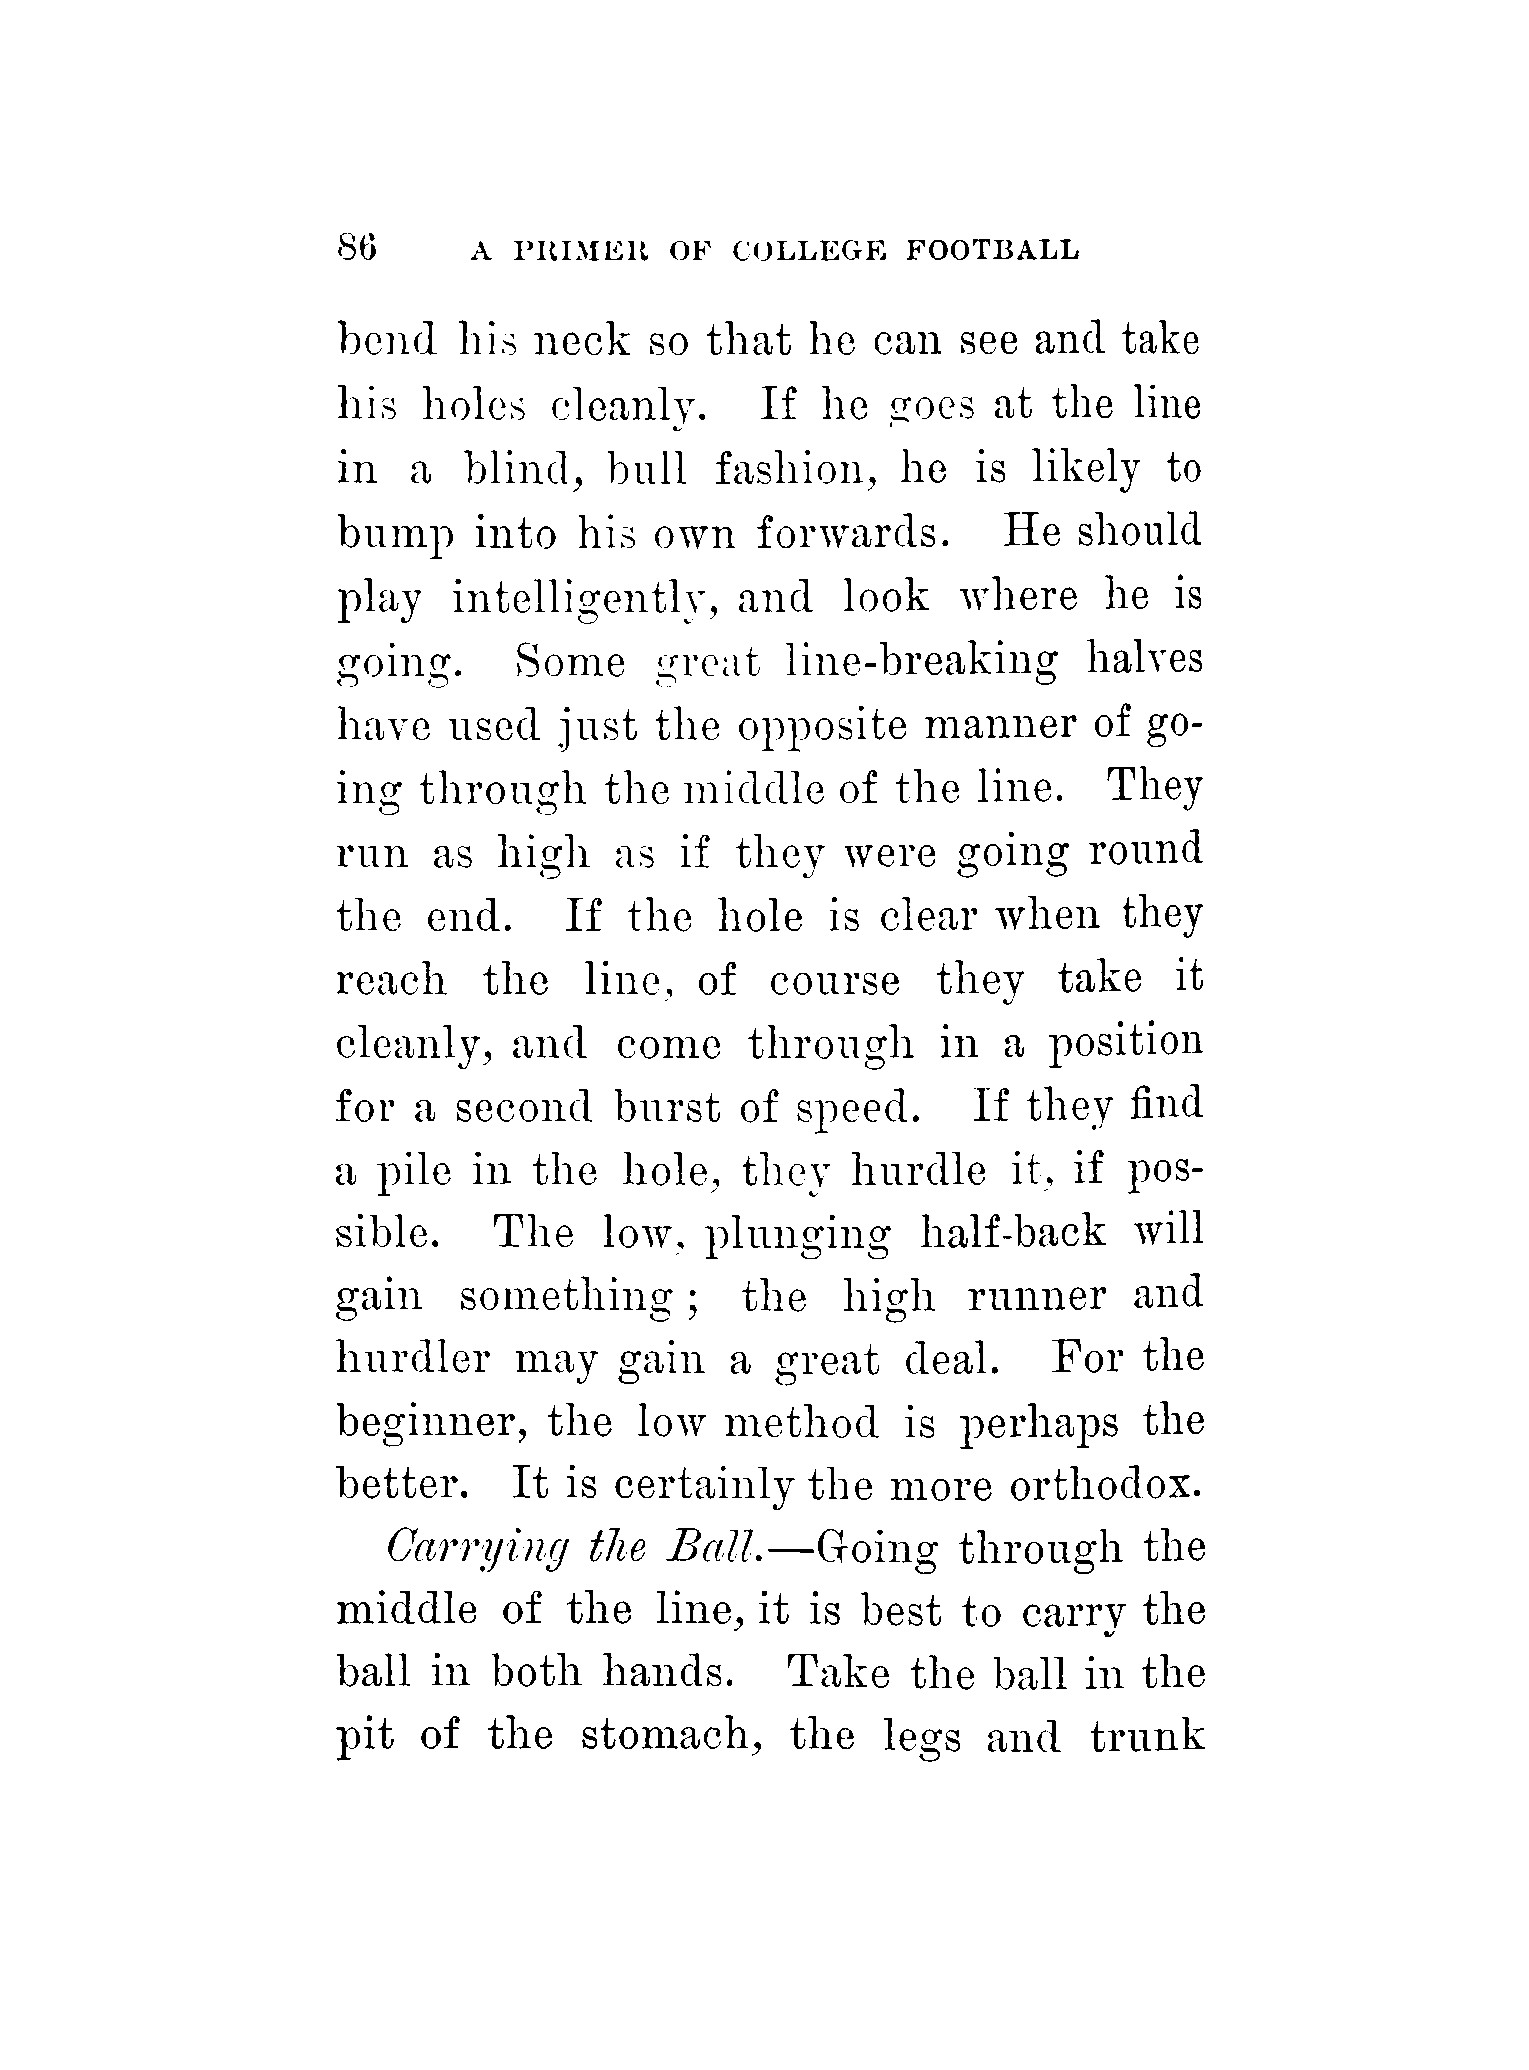 86 A PRIMER OF COLLEGE FOOTBALL
bend his neck so that he can see and take
his holes cleanly. If he goes at the line
in a blind, bull fashion, he is likely to
bump into his own forwards. He should
play intelligently, and look where he is
going. Some great line-breaking halves
have used just the opposite manner of go-
ing through the middle of the line. They
run as high as if they were going round
the end. If the hole is clear when they
reach the line, of course they take it
cleanly, and come through in a position
for a second burst of speed. If they find
a pile in the hole, they hurdle it, if pos-
sible. The low, plunging half-back will
gain something; the high runner and
hurdler may gain a great deal. For the
beginner, the low method is perhaps the
better. It is certainly the more orthodox.
Carrying the Ball.—Going through the
middle of the line, it is best to carry the
ball in both hands. Take the ball in the
pit of the stomach, the legs and trunk